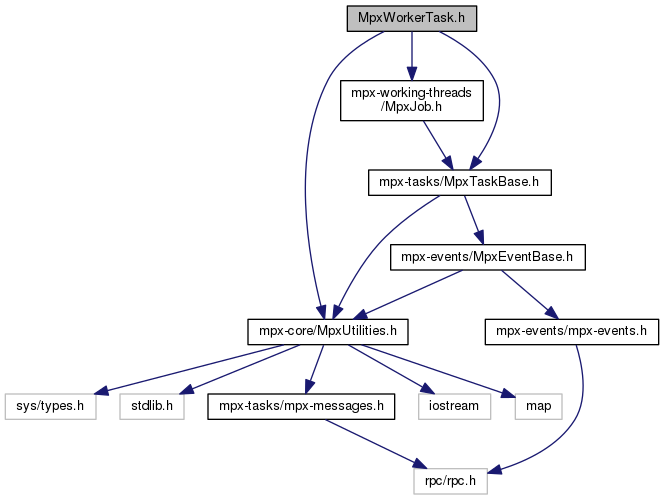 MpxWorkerTask.h
mpx-working-threads
/MpxJob.h
mpx-tasks/MpxTaskBase.h
mpx-events/MpxEventBase.h
mpx-core/MpxUtilities.h
mpx-events/mpx-events.h
sys/types.h
stdlib.h
mpx-tasks/mpx-messages.h
iostream
map
rpc/rpc.h